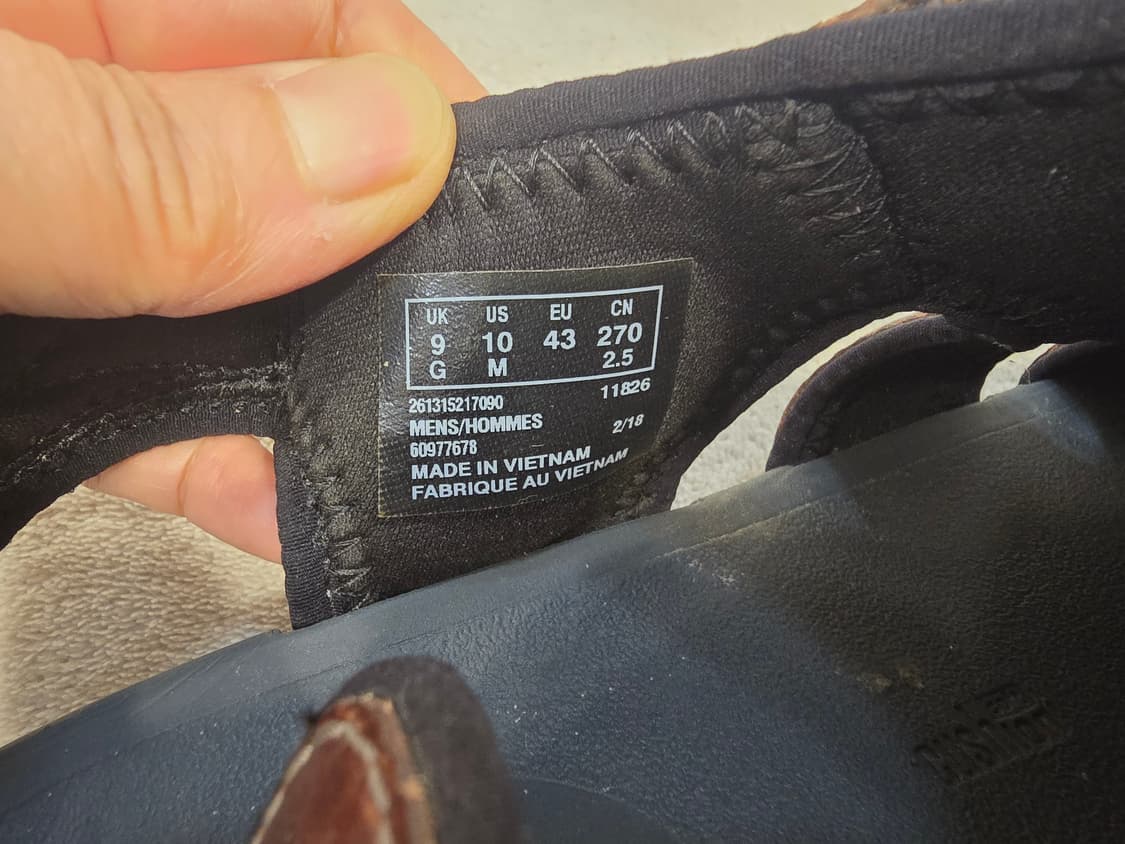 UK US EU CN
9 10 43 270
G M 2.5
261315217090 11826
MENS/HOMMES 2/18
60977678
MADE IN VIETNAM
FABRIQUE AU VIETNAM